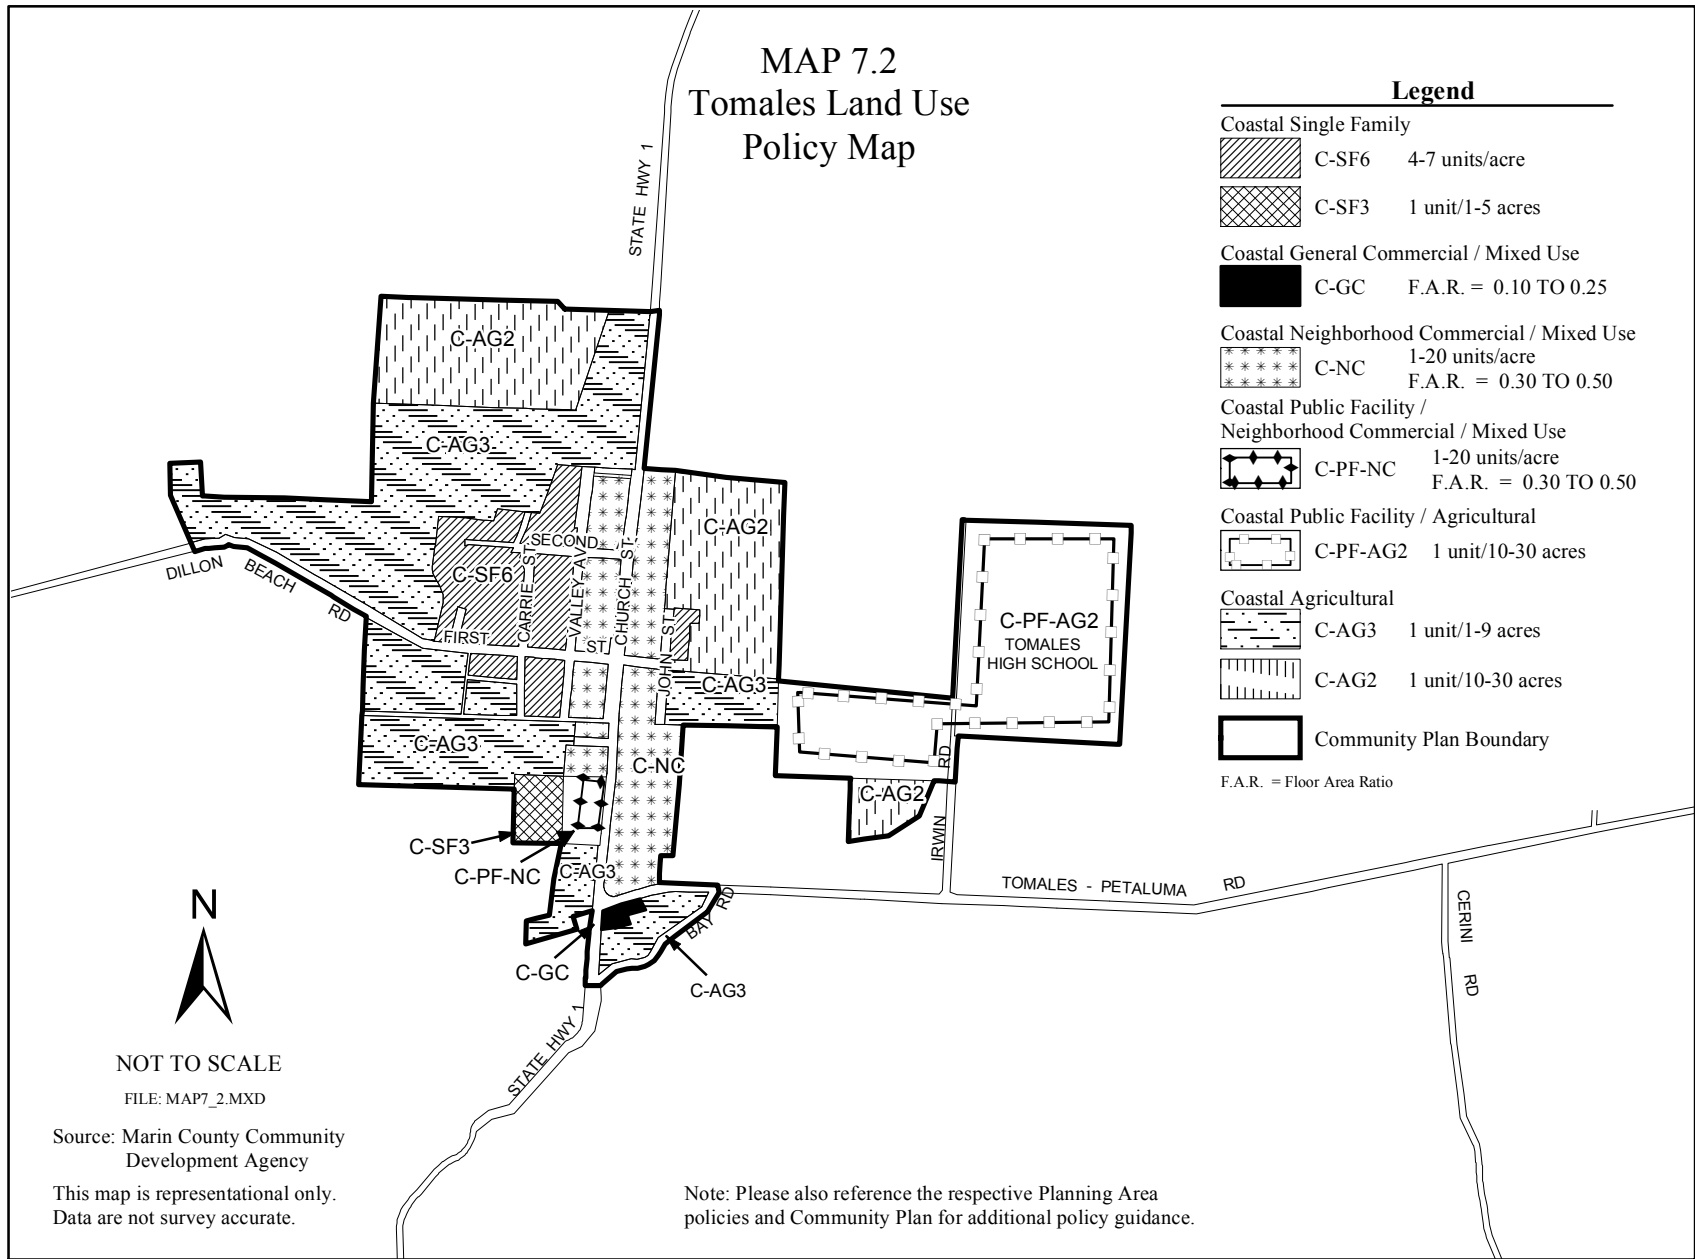 MAP 7.2
Tomales Land Use
Policy Map
Legend
Coastal Single Family
C-SF6 4-7 units/acre
C-SF3 1 unit/1-5 acres
Coastal General Commercial / Mixed Use
C-GC F.A.R. = 0.10 TO 0.25
Coastal Neighborhood Commercial / Mixed Use
C-NC 1-20 units/acre
F.A.R. = 0.30 TO 0.50
Coastal Public Facility /
Neighborhood Commercial / Mixed Use
C-PF-NC 1-20 units/acre
F.A.R. = 0.30 TO 0.50
Coastal Public Facility / Agricultural
C-PF-AG2 1 unit/10-30 acres
Coastal Agricultural
C-AG3 1 unit/1-9 acres
C-AG2 1 unit/10-30 acres
Community Plan Boundary
F.A.R. = Floor Area Ratio
STATE HWY 1
C-AG2
C-AG3
C-AG2
SECOND ST
C-SF6
DILLON BEACH RD
CARRIE ST
VALLEY AV
CHURCH ST
JOHN ST
FIRST ST
C-PF-AG2
TOMALES
HIGH SCHOOL
C-AG3
C-AG3
C-NC
C-AG2
IRWIN RD
C-SF3
C-PF-NC
C-AG3
TOMALES - PETALUMA RD
BAY RD
CERINI RD
C-GC
C-AG3
STATE HWY 1
N
NOT TO SCALE
FILE: MAP7_2.MXD
Source: Marin County Community
Development Agency
This map is representational only.
Data are not survey accurate.
Note: Please also reference the respective Planning Area
policies and Community Plan for additional policy guidance.